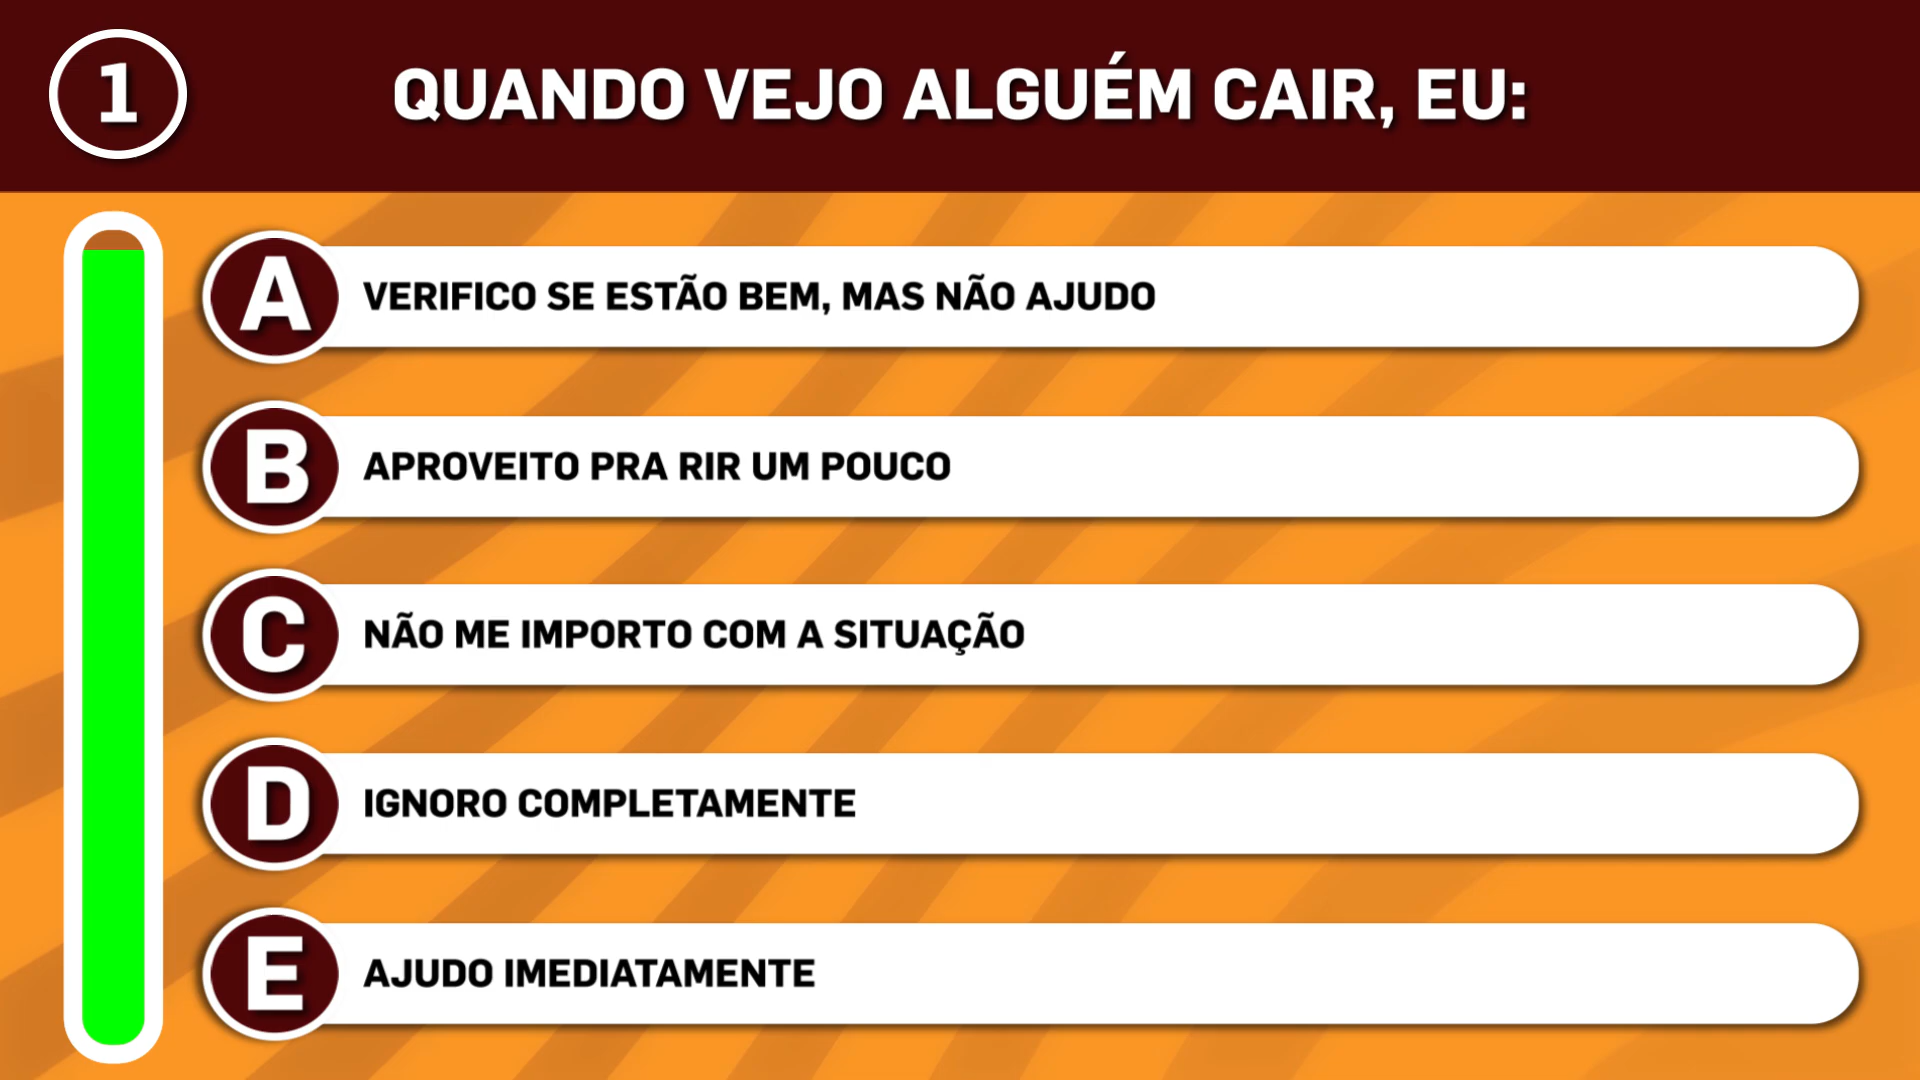 1
QUANDO VEJO ALGUÉM CAIR, EU:
A
VERIFICO SE ESTÃO BEM, MAS NÃO AJUDO
B
APROVEITO PRA RIR UM POUCO
C
NÃO ME IMPORTO COM A SITUAÇÃO
D
IGNORO COMPLETAMENTE
E
AJUDO IMEDIATAMENTE